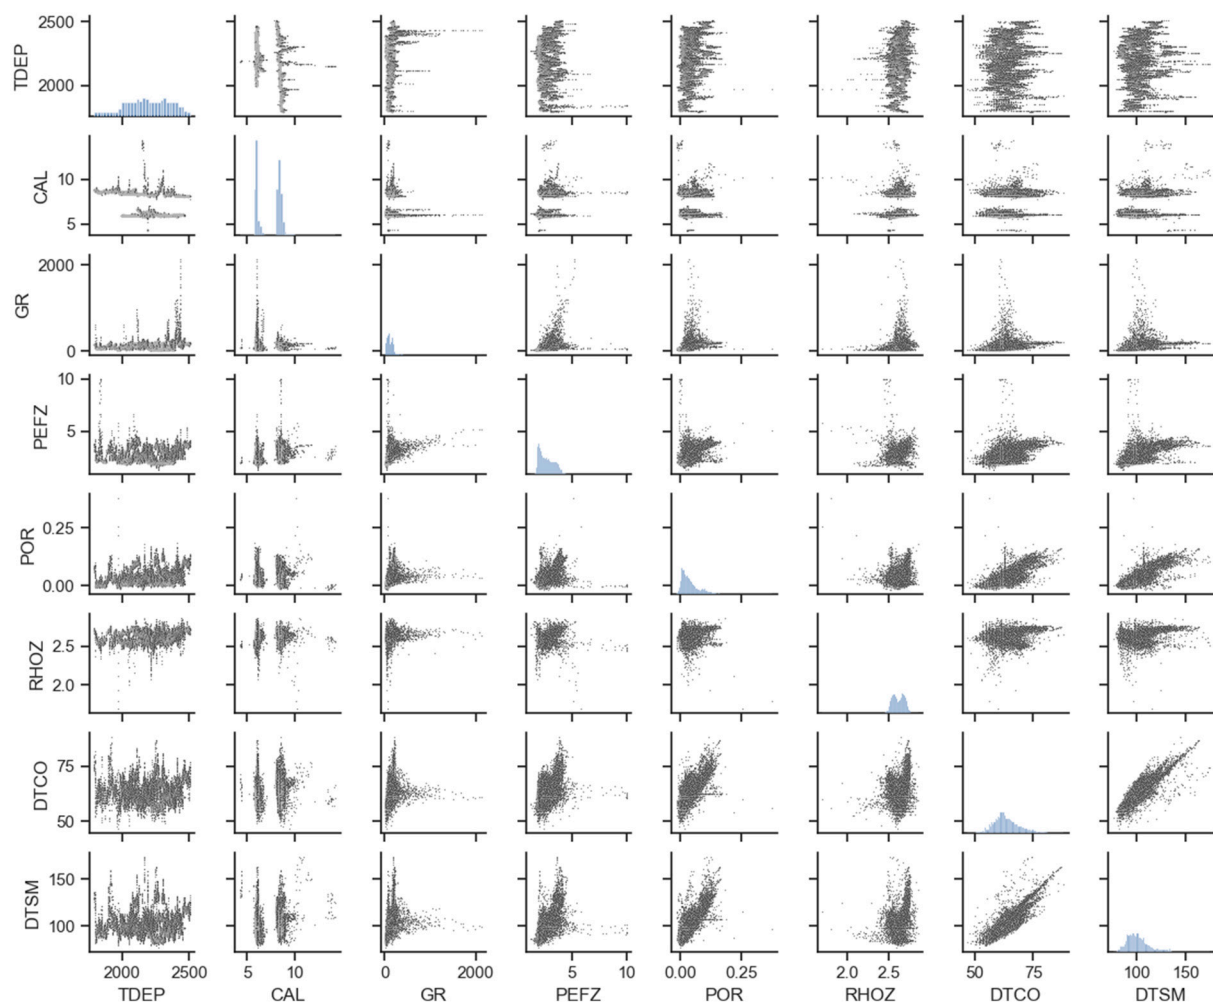 2500
2000
TDEP
10
5
CAL
2000
0
GR
10
5
PEFZ
0.25
0.00
POR
2.5
2.0
RHOZ
75
50
DTCO
150
100
DTSM
2000 2500 5 10 0 2000 5 10 0.00 0.25 2.0 2.5 50 75 100 150
TDEP CAL GR PEFZ POR RHOZ DTCO DTSM